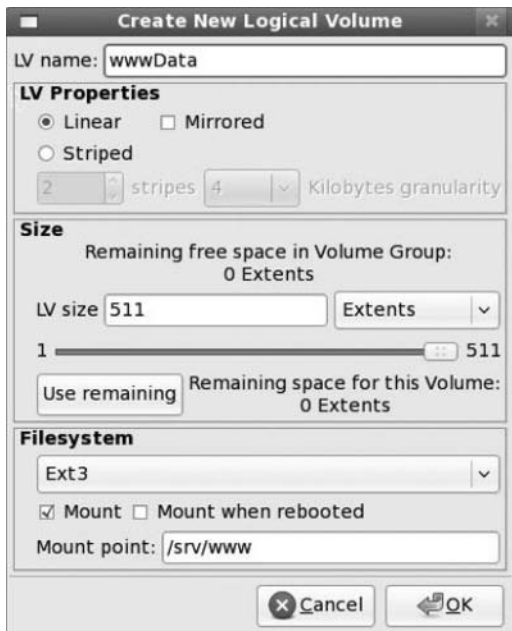 Create New Logical Volume
LV name: wwwData
LV Properties
Linear Mirrored
Striped
2 stripes 4 Kilobytes granularity
Size
Remaining free space in Volume Group:
0 Extents
LV size 511 Extents
1 511
Use remaining Remaining space for this Volume:
0 Extents
Filesystem
Ext3
Mount Mount when rebooted
Mount point: /srv/www
Cancel OK